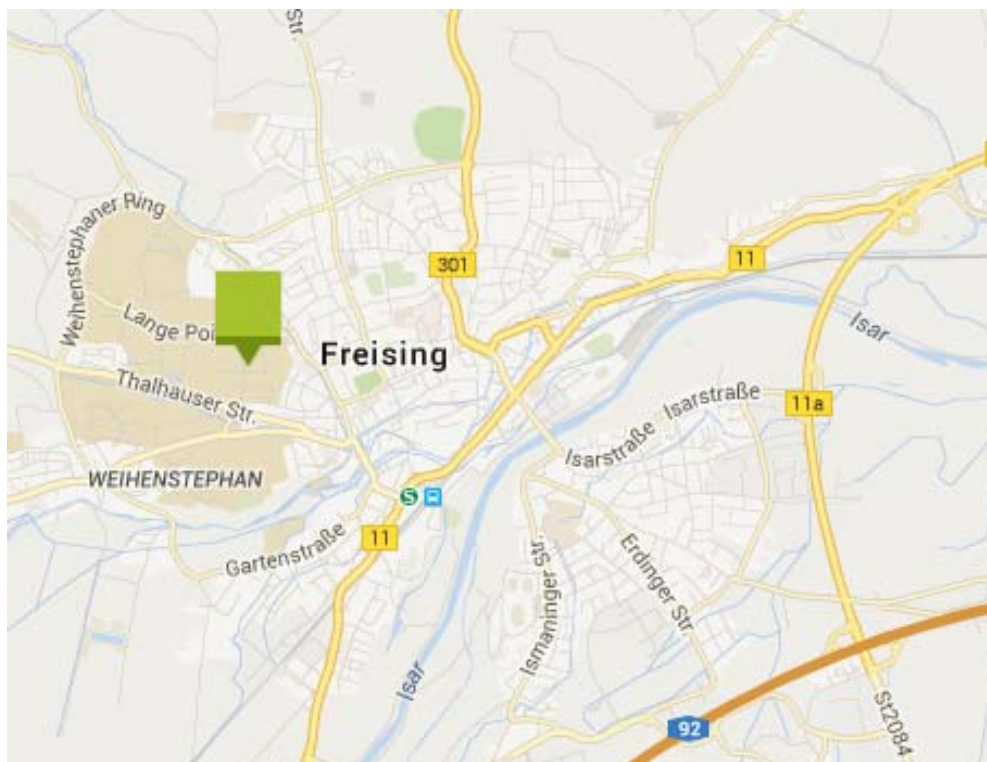 Str.
Weihenstephaner Ring
301
11
Lange Poi
Isar
Freising
Thalhauser Str.
11a
Isarstraße
Isarstraße
WEIHENSTEPHAN
S
11
Gartenstraße
Erdinger Str.
Ismaninger Str.
Isar
92
St2084